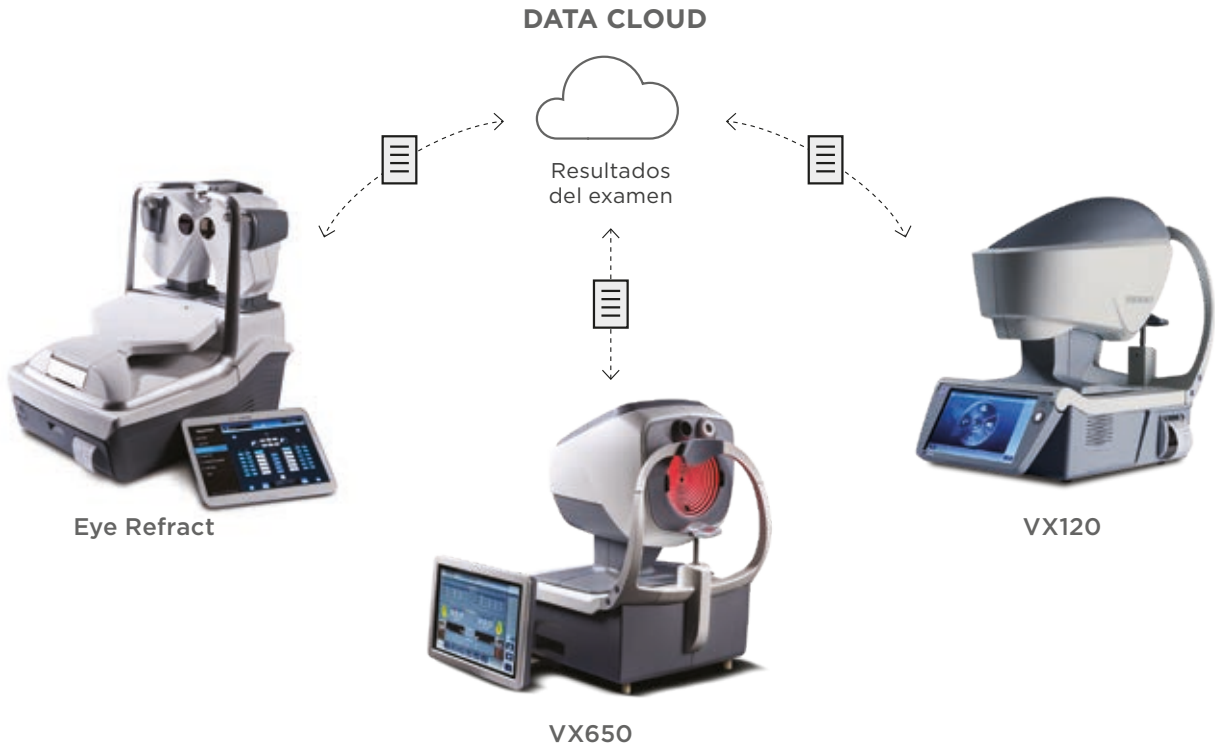 DATA CLOUD
Resultados
del examen
Eye Refract
VX120
VX650